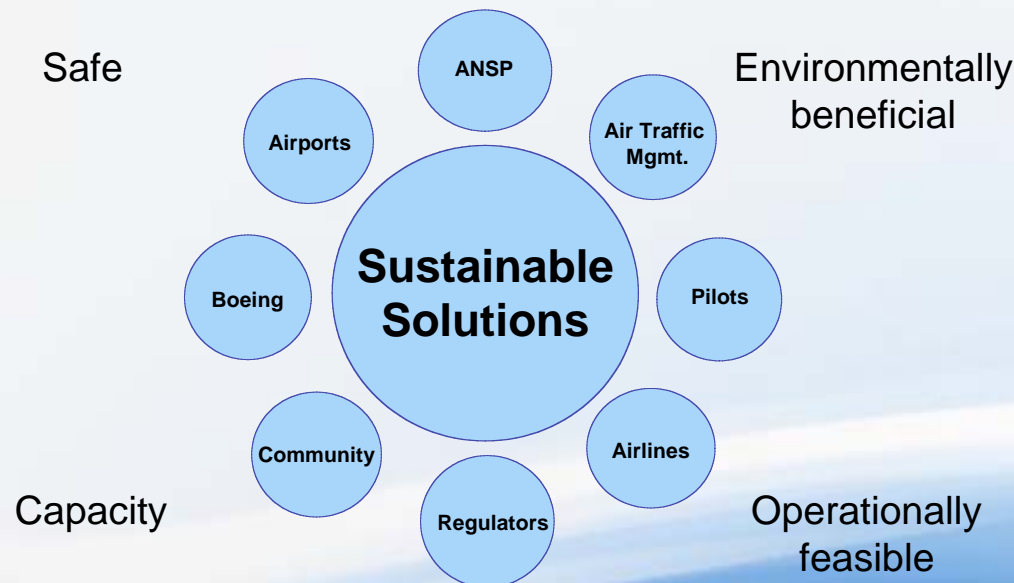 Safe
ANSP
Environmentally
beneficial
Airports
Air Traffic
Mgmt.
Sustainable
Solutions
Boeing
Pilots
Community
Airlines
Capacity
Regulators
Operationally
feasible